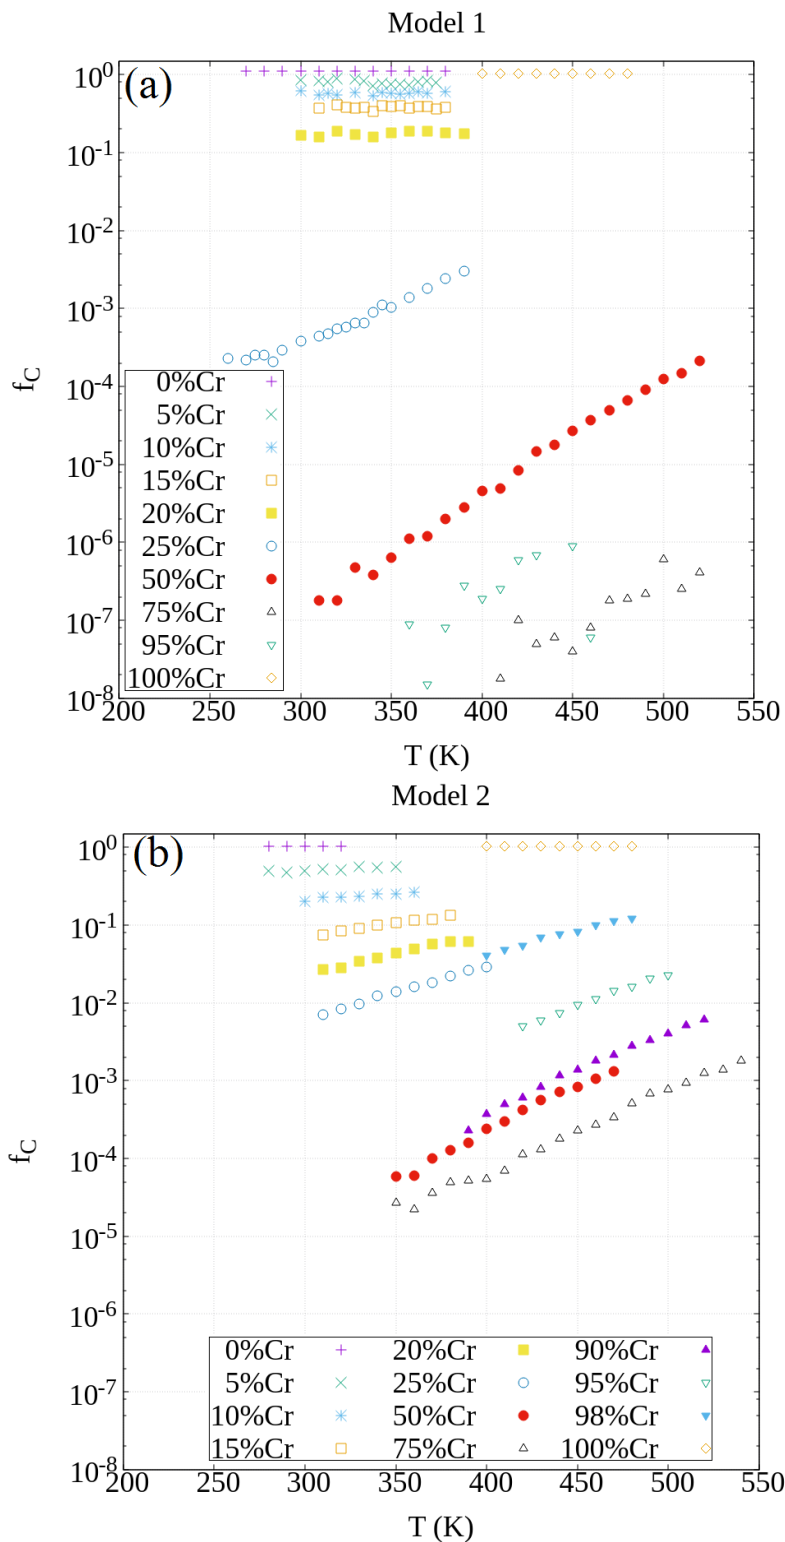 Model 1
(a)
10^0
10^-1
10^-2
10^-3
10^-4
10^-5
10^-6
10^-7
10^-8
f_C
0%Cr
5%Cr
10%Cr
15%Cr
20%Cr
25%Cr
50%Cr
75%Cr
95%Cr
100%Cr
200 250 300 350 400 450 500 550
T (K)
Model 2
(b)
10^0
10^-1
10^-2
10^-3
10^-4
10^-5
10^-6
10^-7
10^-8
f_C
0%Cr 20%Cr 90%Cr
5%Cr 25%Cr 95%Cr
10%Cr 50%Cr 98%Cr
15%Cr 75%Cr 100%Cr
200 250 300 350 400 450 500 550
T (K)